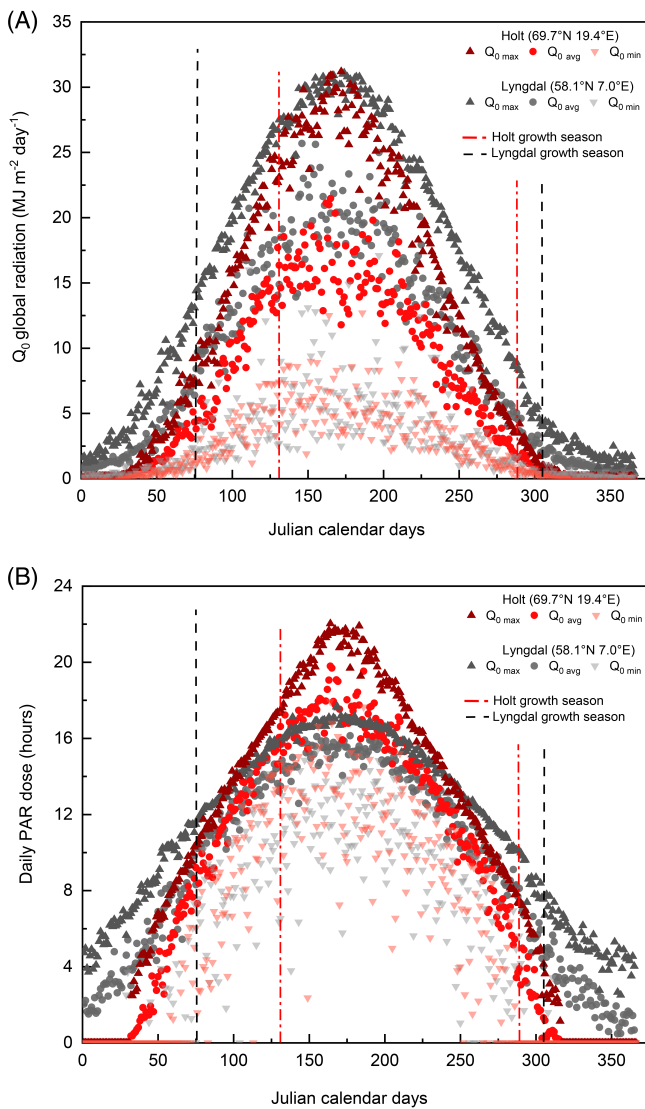 (A)
Holt (69.7°N 19.4°E)
Q0 max Q0 avg Q0 min
Lyngdal (58.1°N 7.0°E)
Q0 max Q0 avg Q0 min
Holt growth season
Lyngdal growth season
35
30
25
20
15
10
5
0
Q0 global radiation (MJ m-2 day-1)
0 50 100 150 200 250 300 350
Julian calendar days
(B)
Holt (69.7°N 19.4°E)
Q0 max Q0 avg Q0 min
Lyngdal (58.1°N 7.0°E)
Q0 max Q0 avg Q0 min
Holt growth season
Lyngdal growth season
24
20
16
12
8
4
0
Daily PAR dose (hours)
0 50 100 150 200 250 300 350
Julian calendar days